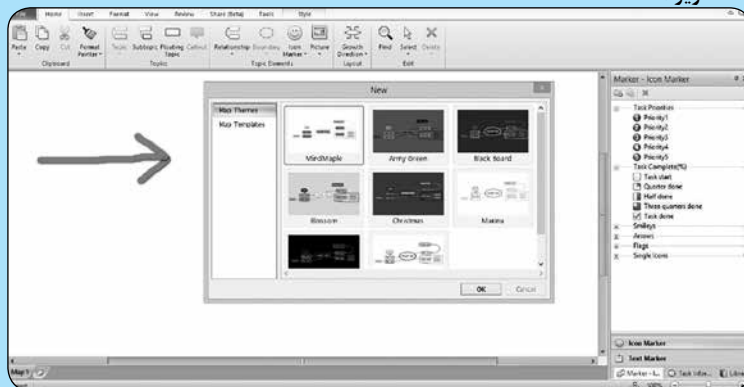 Home Insert Format View Review Share (Beta) Tools Style
Paste Copy Cut Format Painter
Topic Subtopic Floating Topic Callout
Relationship Boundary Icon Marker Picture
Growth Direction
Find Select Delete
Clipboard Topics Topic Elements Layout Edit
New
Map Themes
Map Templates
MindMaple Army Green Black Board
Blossom Christmas Marina
OK Cancel
Marker - Icon Marker
Task Priorities
Priority1
Priority2
Priority3
Priority4
Priority5
Task Complete(%)
Task start
Quarter done
Half done
Three quarters done
Task done
Smileys
Arrows
Flags
Single Icons
Icon Marker
Text Marker
Map 1
Marker - I... Task Infor...